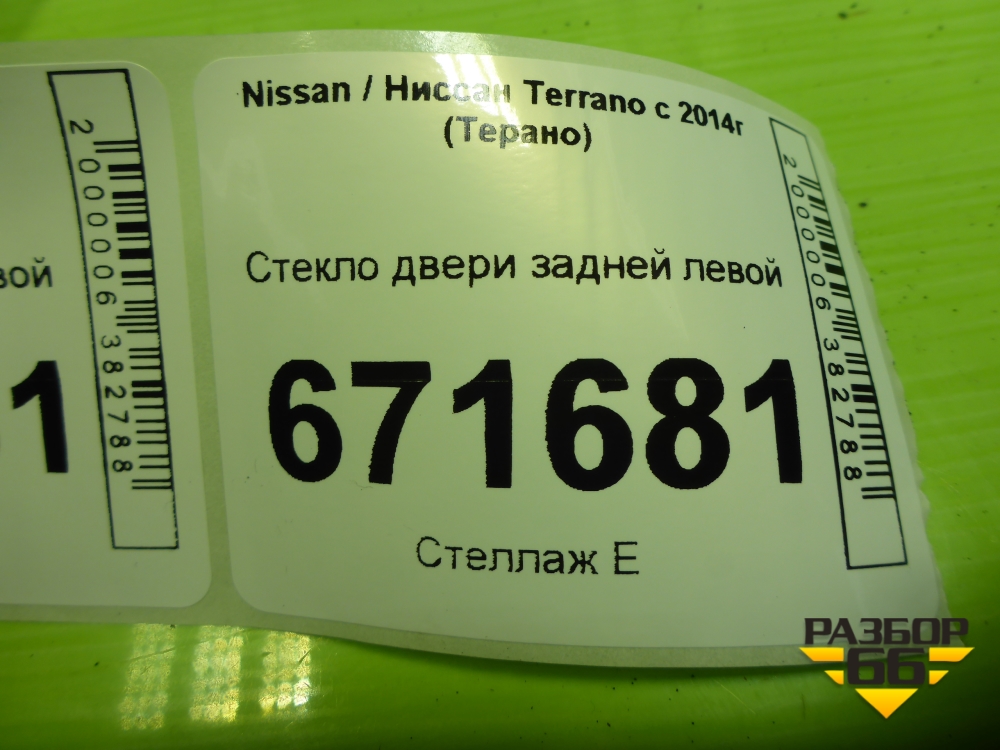 вой
1
2000006382788
Nissan / Ниссан Terrano с 2014г
(Терано)
Стекло двери задней левой
671681
Стеллаж Е
2000006382788
РАЗБОР
66